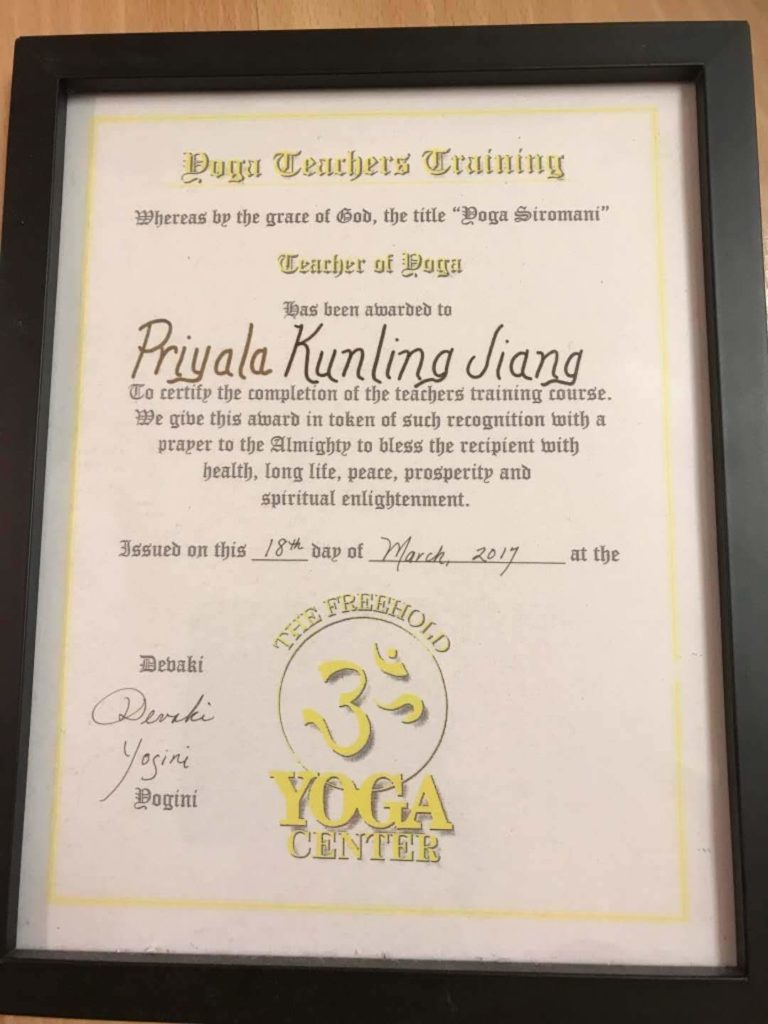 Yoga Teachers Training
Whereas by the grace of God, the title "Yoga Siromani"
Teacher of Yoga
Has been awarded to
Priyala Kunling Jiang
To certify the completion of the teachers training course.
We give this award in token of such recognition with a
prayer to the Almighty to bless the recipient with
health, long life, peace, prosperity and
spiritual enlightenment.
Issued on this 18th day of March, 2017 at the
THE FREEHOLD
ॐ
YOGA
CENTER
Devaki
Devaki
Yogini
Yogini